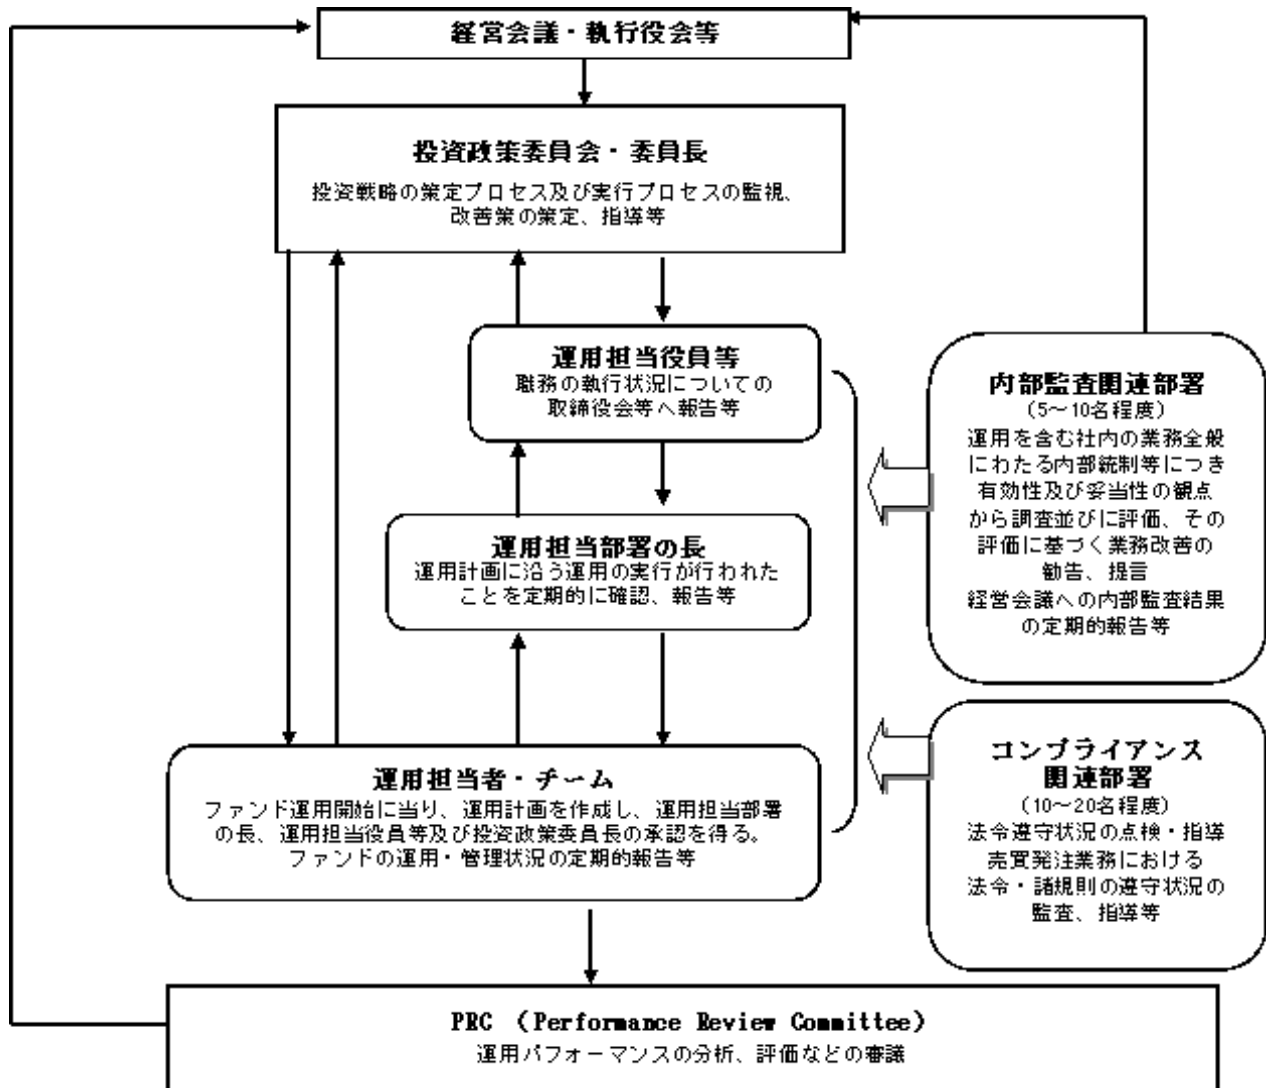 経営会議・執行役会等
投資政策委員会・委員長
投資戦略の策定プロセス及び実行プロセスの監視、
改善策の策定、指導等
運用担当役員等
職務の執行状況についての
取締役会等へ報告等
運用担当部署の長
運用計画に沿う運用の実行が行われた
ことを定期的に確認、報告等
運用担当者・チーム
ファンド運用開始に当り、運用計画を作成し、運用担当部署
の長、運用担当役員等及び投資政策委員長の承認を得る。
ファンドの運用・管理状況の定期的報告等
内部監査関連部署
(5～10名程度)
運用を含む社内の業務全般
にわたる内部統制等につき
有効性及び妥当性の観点
から調査並びに評価、その
評価に基づく業務改善の
勧告、提言
経営会議への内部監査結果
の定期的報告等
コンプライアンス
関連部署
(10～20名程度)
法令遵守状況の点検・指導
売買発注業務における
法令・諸規則の遵守状況の
監査、指導等
PRC （Performance Review Committee）
運用パフォーマンスの分析、評価などの審議